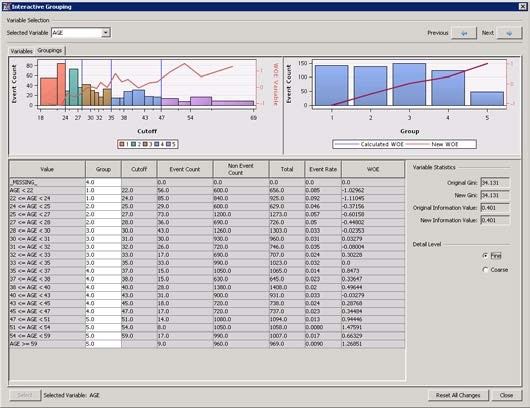 Interactive Grouping
Variable Selection
Selected Variable AGE
Previous Next
Variables Groupings
Event Count
80
60
40
20
0
18 24 27 30 32 35 38 40 43 47 51 54 69
WOE Variable
1
0
-1
Cutoff
1 2 3 4 5
Event Count
150
100
50
0
1 2 3 4 5
1
0
-1
Group
Calculated WOE New WOE
Value Group Cutoff Event Count Non Event Count Total Event Rate WOE
_MISSING_ 4.0 0.0 0.0 0.0 0.0 0.0
AGE < 22 1.0 22.0 56.0 600.0 656.0 0.085 -1.02962
22 <= AGE < 24 1.0 24.0 85.0 840.0 925.0 0.092 -1.11045
24 <= AGE < 25 2.0 25.0 29.0 600.0 629.0 0.046 -0.37156
25 <= AGE < 27 2.0 27.0 73.0 1200.0 1273.0 0.057 -0.60158
27 <= AGE < 28 2.0 28.0 36.0 690.0 726.0 0.05 -0.44802
28 <= AGE < 30 3.0 30.0 43.0 1260.0 1303.0 0.033 -0.02353
30 <= AGE < 31 3.0 31.0 30.0 930.0 960.0 0.031 0.03279
31 <= AGE < 32 3.0 32.0 26.0 720.0 746.0 0.035 -0.08004
32 <= AGE < 33 3.0 33.0 17.0 690.0 707.0 0.024 0.30228
33 <= AGE < 35 3.0 35.0 33.0 990.0 1023.0 0.032 0.0
35 <= AGE < 37 4.0 37.0 15.0 1050.0 1065.0 0.014 0.8473
37 <= AGE < 38 4.0 38.0 15.0 630.0 645.0 0.023 0.33647
38 <= AGE < 40 4.0 40.0 28.0 1380.0 1408.0 0.02 0.49644
40 <= AGE < 43 4.0 43.0 31.0 900.0 931.0 0.033 -0.03279
43 <= AGE < 45 4.0 45.0 18.0 720.0 738.0 0.024 0.28768
45 <= AGE < 47 4.0 47.0 17.0 720.0 737.0 0.023 0.34484
47 <= AGE < 51 5.0 51.0 14.0 1080.0 1094.0 0.013 0.94446
51 <= AGE < 54 5.0 54.0 8.0 1050.0 1058.0 0.0080 1.47591
54 <= AGE < 59 5.0 59.0 17.0 990.0 1007.0 0.017 0.66329
AGE >= 59 5.0 9.0 960.0 969.0 0.0090 1.26851
Variable Statistics
Original Gini: 34.131
New Gini: 34.131
Original Information Value: 0.401
New Information Value: 0.401
Detail Level
Fine
Coarse
Select Selected Variable: AGE
Reset All Changes Close